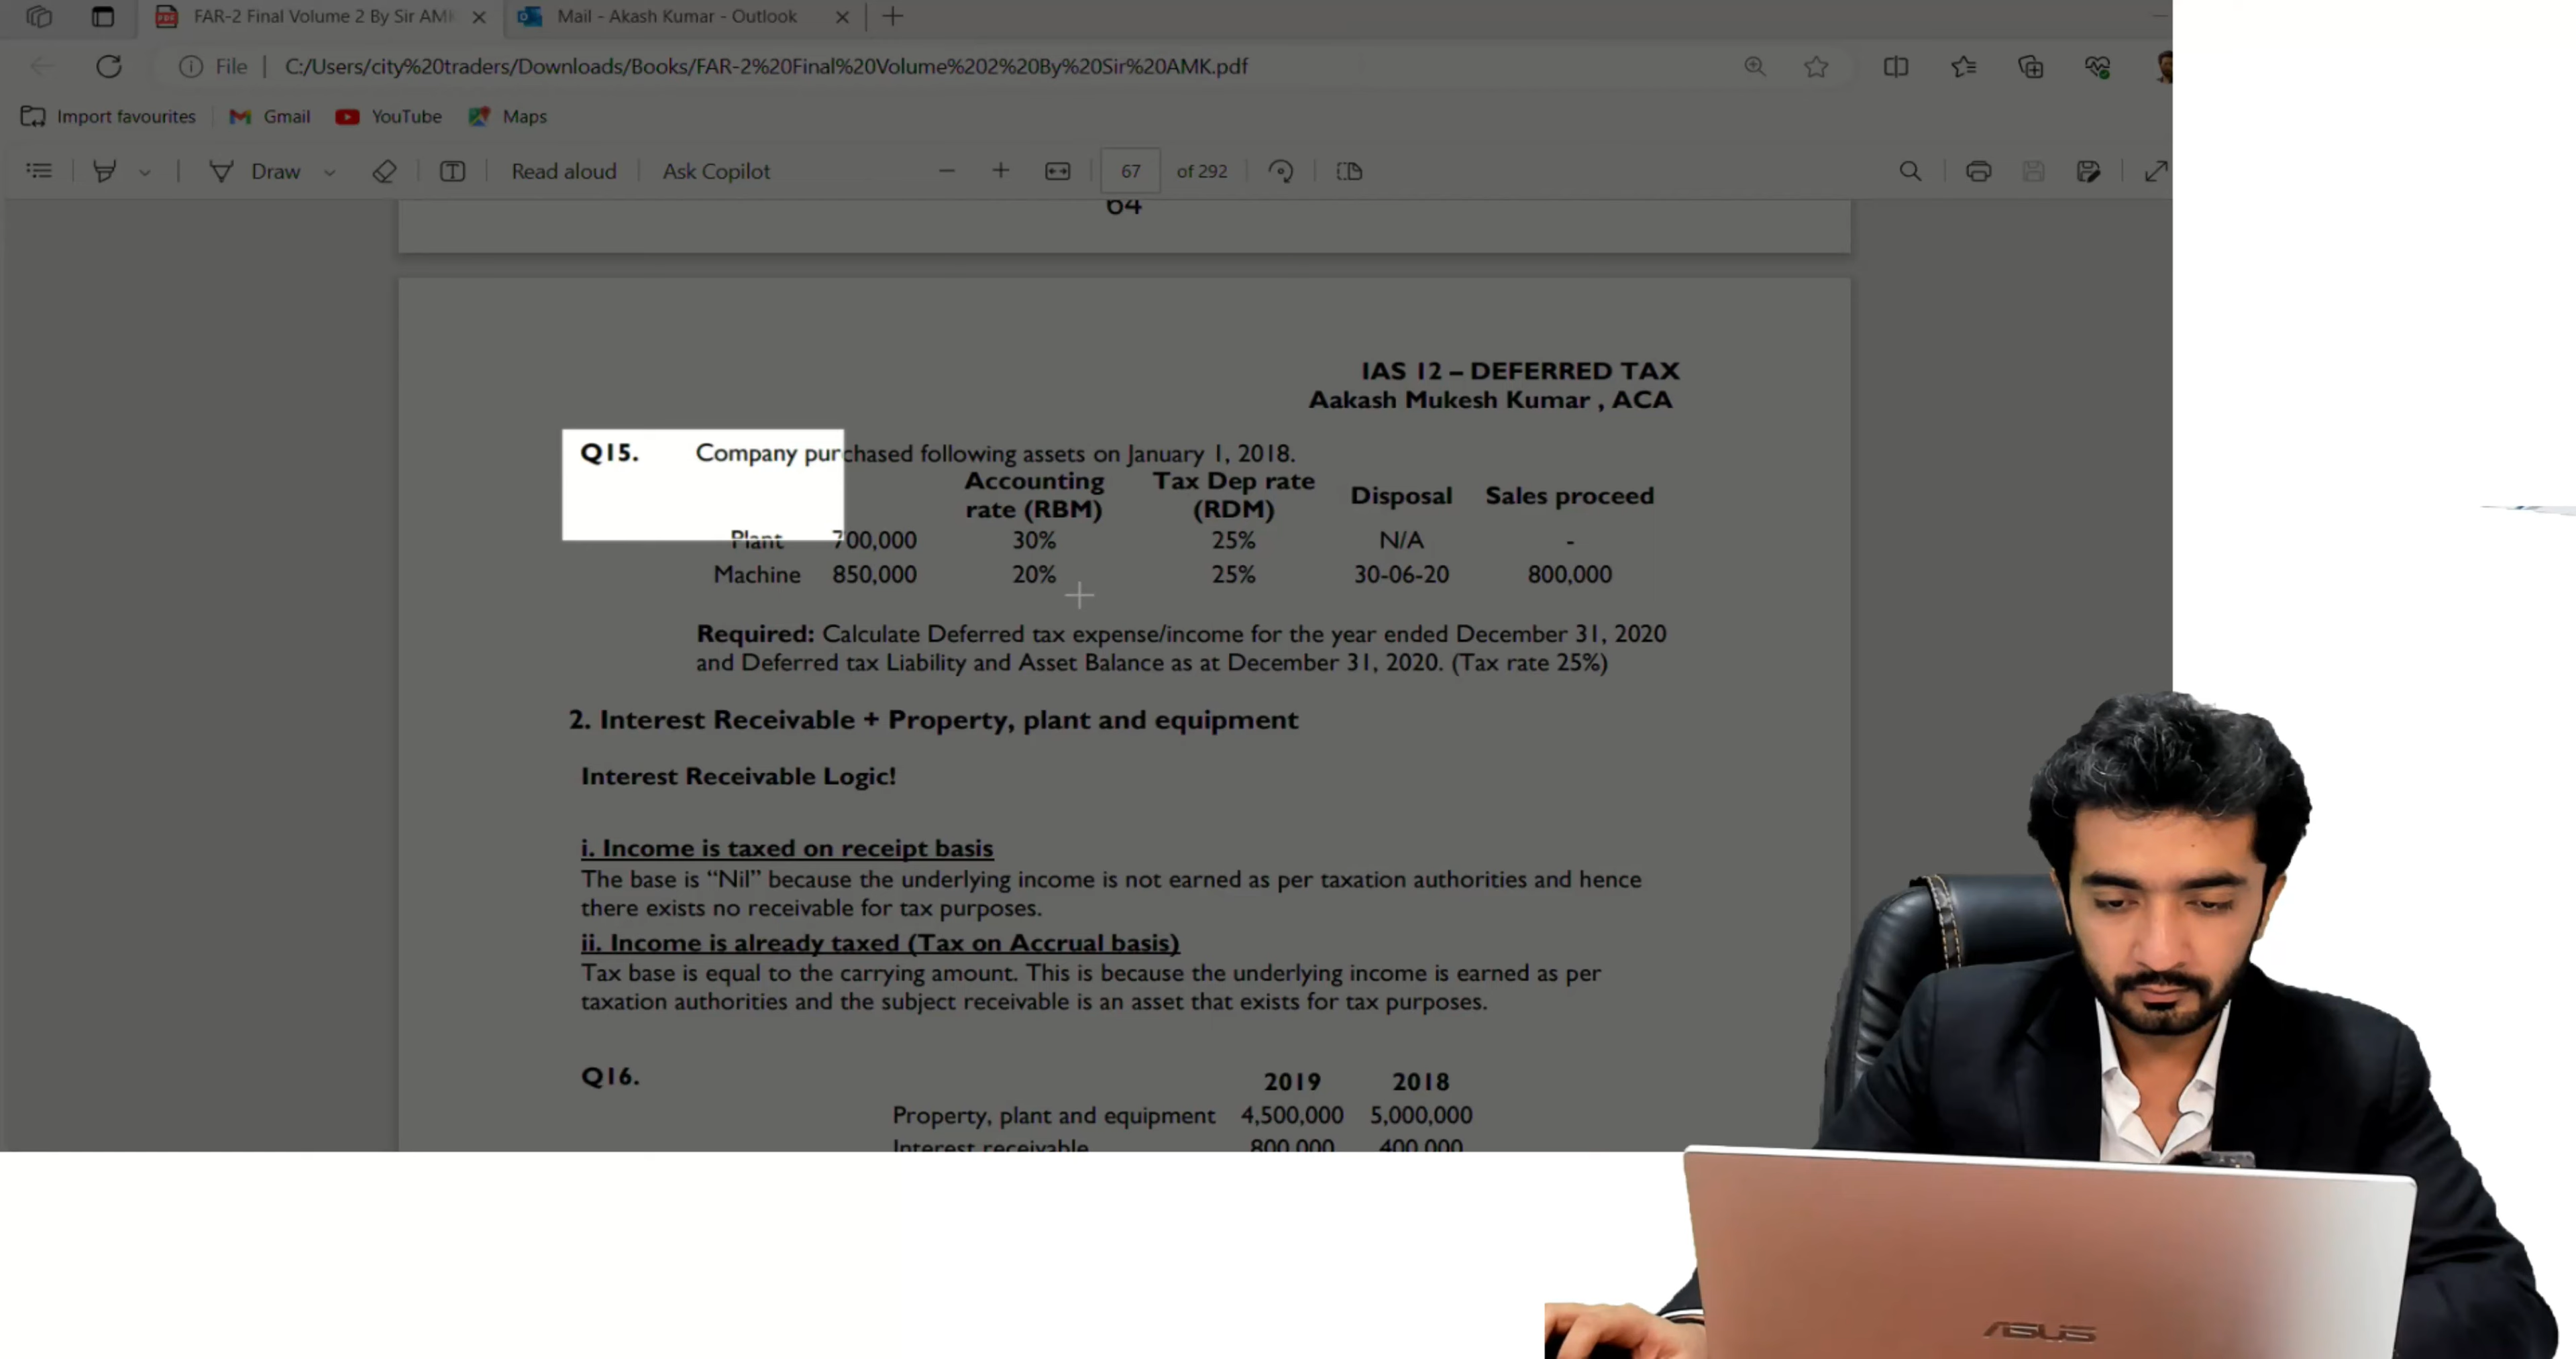 FAR-2 Final Volume 2 By Sir AMK
Mail - Akash Kumar - Outlook
File
C:/Users/city%20traders/Downloads/Books/FAR-2%20Final%20Volume%202%20By%20Sir%20AMK.pdf
Import favourites
Gmail
YouTube
Maps
Draw
Read aloud
Ask Copilot
67 of 292
64
IAS 12 – DEFERRED TAX
Aakash Mukesh Kumar , ACA
Q15. Company purchased following assets on January 1, 2018.
Accounting Tax Dep rate
rate (RBM) (RDM) Disposal Sales proceed
Plant 700,000 30% 25% N/A -
Machine 850,000 20% 25% 30-06-20 800,000
Required: Calculate Deferred tax expense/income for the year ended December 31, 2020
and Deferred tax Liability and Asset Balance as at December 31, 2020. (Tax rate 25%)
2. Interest Receivable + Property, plant and equipment
Interest Receivable Logic!
i. Income is taxed on receipt basis
The base is “Nil” because the underlying income is not earned as per taxation authorities and hence
there exists no receivable for tax purposes.
ii. Income is already taxed (Tax on Accrual basis)
Tax base is equal to the carrying amount. This is because the underlying income is earned as per
taxation authorities and the subject receivable is an asset that exists for tax purposes.
Q16.
2019 2018
Property, plant and equipment 4,500,000 5,000,000
Interest receivable 800,000 400,000
ASUS